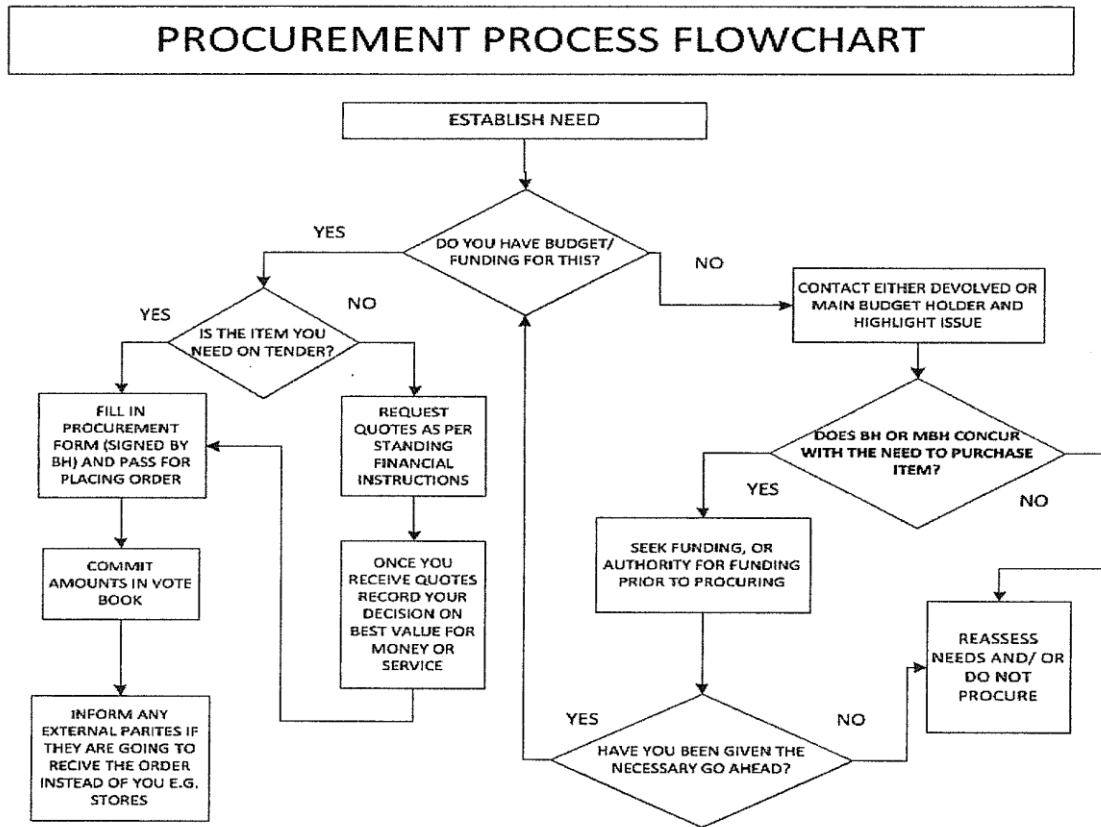 PROCUREMENT PROCESS FLOWCHART
ESTABLISH NEED
YES
DO YOU HAVE BUDGET/
FUNDING FOR THIS?
NO
CONTACT EITHER DEVOLVED OR
MAIN BUDGET HOLDER AND
HIGHLIGHT ISSUE
YES
NO
IS THE ITEM YOU
NEED ON TENDER?
FILL IN
PROCUREMENT
FORM (SIGNED BY
BH) AND PASS FOR
PLACING ORDER
REQUEST
QUOTES AS PER
STANDING
FINANCIAL
INSTRUCTIONS
DOES BH OR MBH CONCUR
WITH THE NEED TO PURCHASE
ITEM?
YES
NO
COMMIT
AMOUNTS IN VOTE
BOOK
ONCE YOU
RECEIVE QUOTES
RECORD YOUR
DECISION ON
BEST VALUE FOR
MONEY OR
SERVICE
SEEK FUNDING, OR
AUTHORITY FOR FUNDING
PRIOR TO PROCURING
REASSESS
NEEDS AND/ OR
DO NOT
PROCURE
INFORM ANY
EXTERNAL PARITES IF
THEY ARE GOING TO
RECIVE THE ORDER
INSTEAD OF YOU E.G.
STORES
YES
NO
HAVE YOU BEEN GIVEN THE
NECESSARY GO AHEAD?